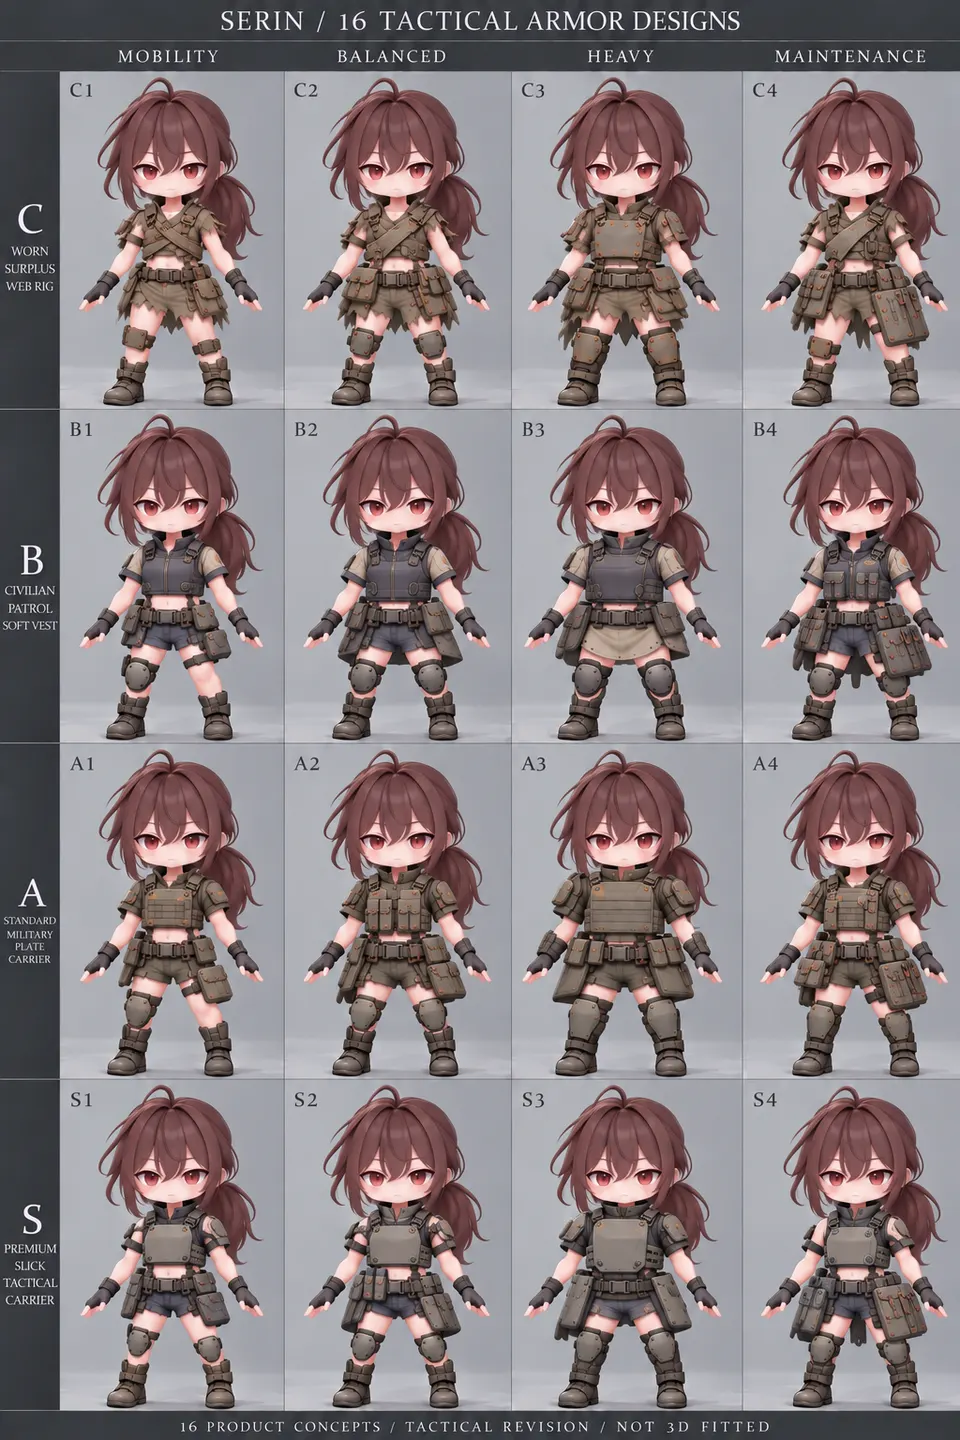 SERIN / 16 TACTICAL ARMOR DESIGNS
MOBILITY BALANCED HEAVY MAINTENANCE
C1 C2 C3 C4
C
WORN
SURPLUS
WEB RIG
B1 B2 B3 B4
B
CIVILIAN
PATROL
SOFT VEST
A1 A2 A3 A4
A
STANDARD
MILITARY
PLATE
CARRIER
S1 S2 S3 S4
S
PREMIUM
SLICK
TACTICAL
CARRIER
16 PRODUCT CONCEPTS / TACTICAL REVISION / NOT 3D FITTED